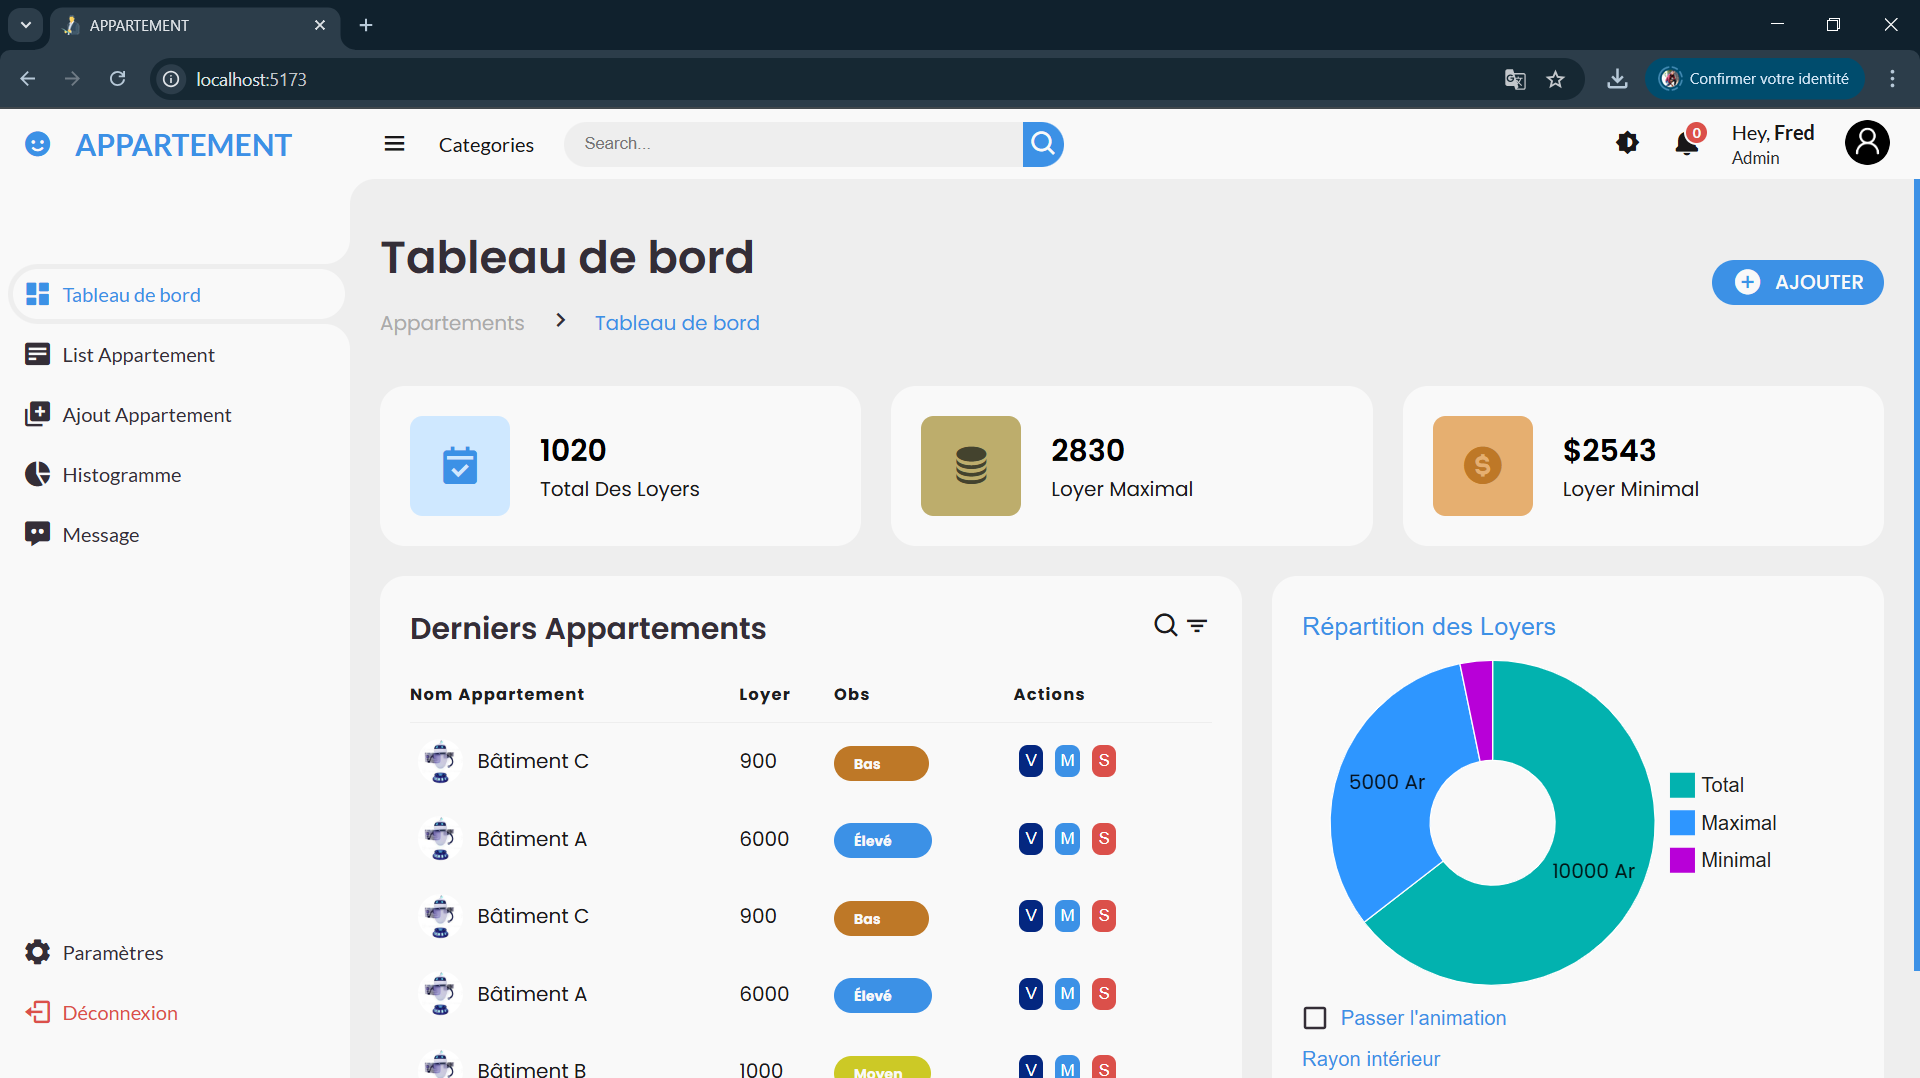 APPARTEMENT
localhost:5173
Confirmer votre identité
APPARTEMENT
Categories
Search...
0
Hey, Fred
Admin
Tableau de bord
List Appartement
Ajout Appartement
Histogramme
Message
Paramètres
Déconnexion
Tableau de bord
Appartements
Tableau de bord
AJOUTER
1020
Total Des Loyers
2830
Loyer Maximal
$2543
Loyer Minimal
Derniers Appartements
Nom Appartement Loyer Obs Actions
Bâtiment C 900 Bas V M S
Bâtiment A 6000 Élevé V M S
Bâtiment C 900 Bas V M S
Bâtiment A 6000 Élevé V M S
Bâtiment B 1000 Moyen V M S
Répartition des Loyers
5000 Ar
10000 Ar
Total
Maximal
Minimal
Passer l'animation
Rayon intérieur